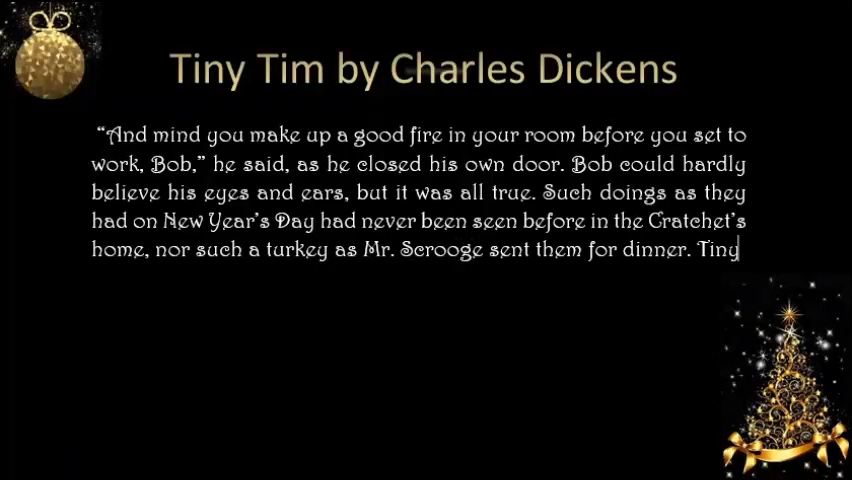 Tiny Tim by Charles Dickens
“And mind you make up a good fire in your room before you set to
work, Bob,” he said, as he closed his own door. Bob could hardly
believe his eyes and ears, but it was all true. Such doings as they
had on New Year’s Day had never been seen before in the Cratchet’s
home, nor such a turkey as Mr. Scrooge sent them for dinner. Tiny